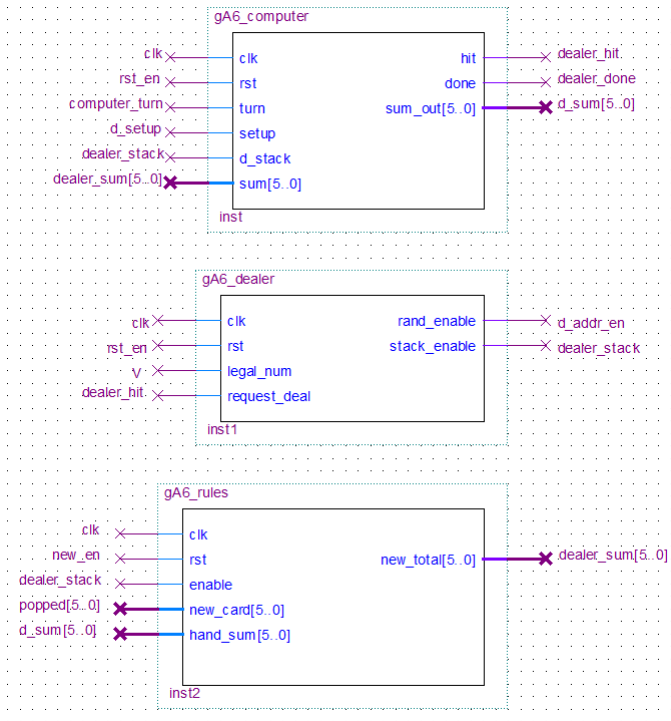 gA6_computer
clk clk hit dealer_hit
rst_en rst done dealer_done
computer_turn turn sum_out[5..0] d_sum[5..0]
d_setup setup
dealer_stack d_stack
dealer_sum[5..0] sum[5..0]
inst
gA6_dealer
clk clk rand_enable d_addr_en
rst_en rst stack_enable dealer_stack
V legal_num
dealer_hit request_deal
inst1
gA6_rules
clk clk
new_en rst new_total[5..0] dealer_sum[5..0]
dealer_stack enable
popped[5..0] new_card[5..0]
d_sum[5..0] hand_sum[5..0]
inst2